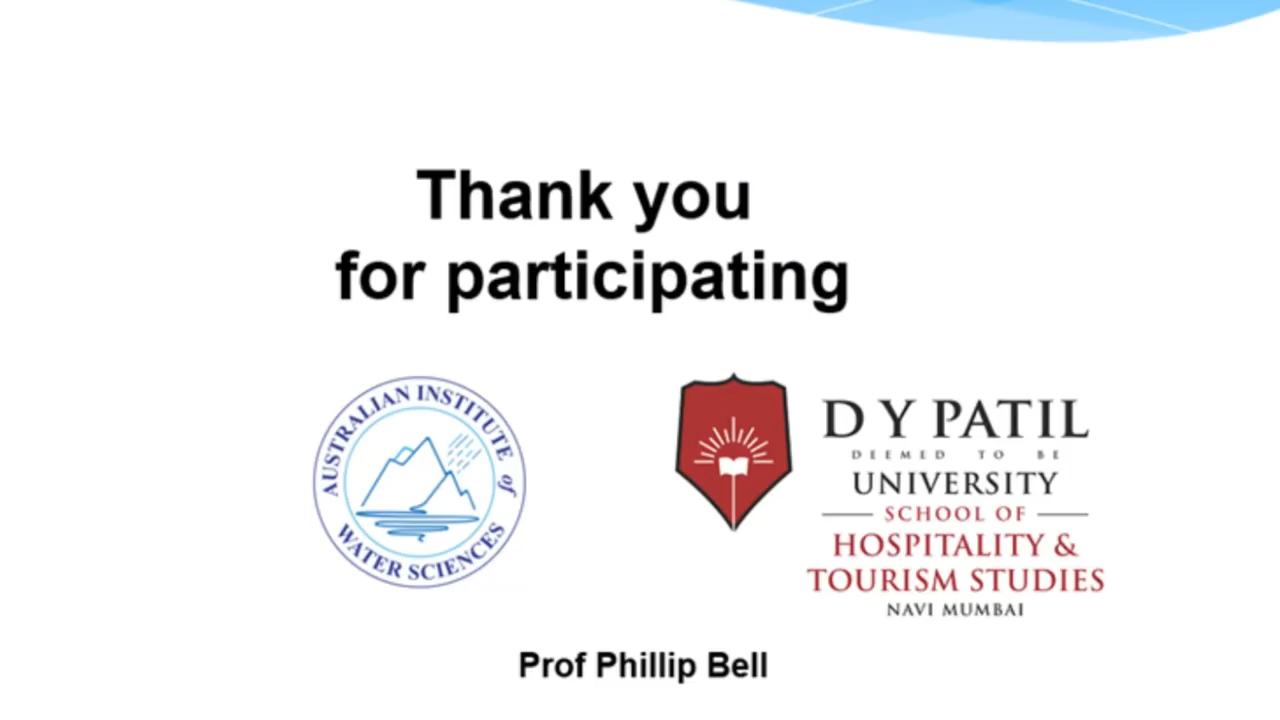 Thank you
for participating
AUSTRALIAN INSTITUTE of
WATER SCIENCES
D Y PATIL
DEEMED TO BE
UNIVERSITY
SCHOOL OF
HOSPITALITY &
TOURISM STUDIES
NAVI MUMBAI
Prof Phillip Bell